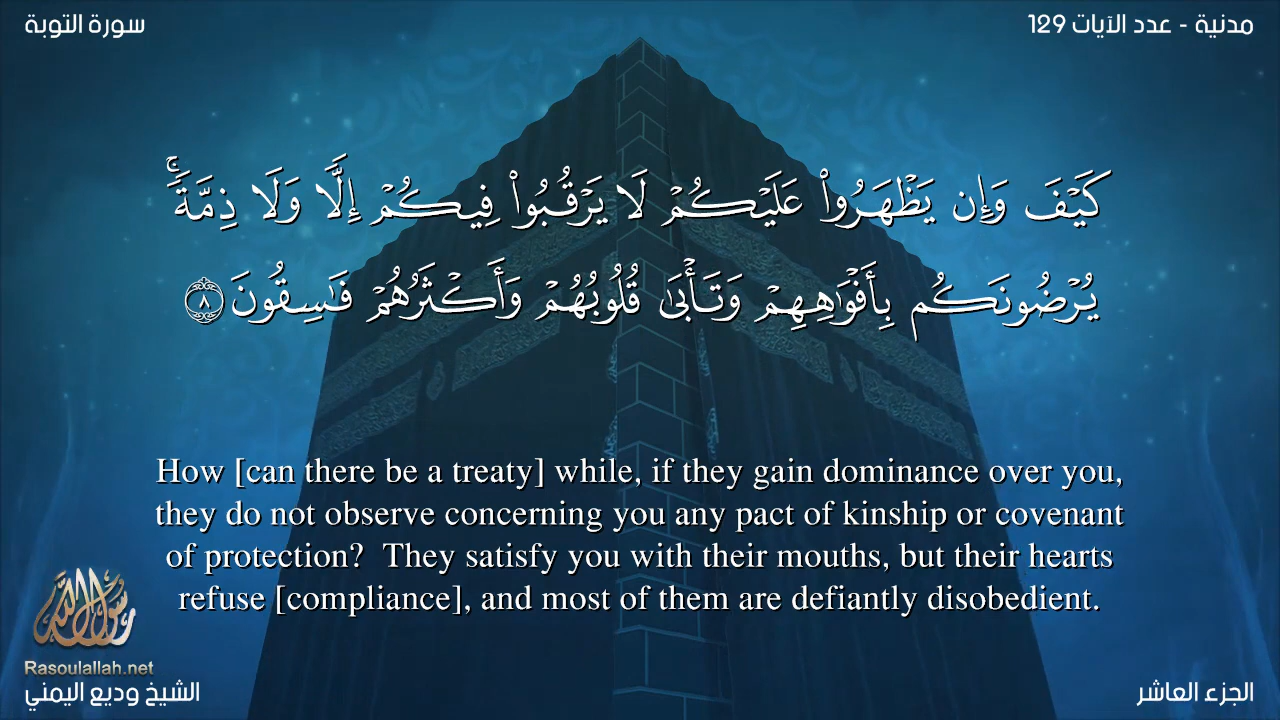 سورة التوبة
مدنية - عدد الآيات 129
كَيْفَ وَإِن يَظْهَرُوا۟ عَلَيْكُمْ لَا يَرْقُبُوا۟ فِيكُمْ إِلًّا وَلَا ذِمَّةً ۚ
يُرْضُونَكُم بِأَفْوَٰهِهِمْ وَتَأْبَىٰ قُلُوبُهُمْ وَأَكْثَرُهُمْ فَـٰسِقُونَ ٨
How [can there be a treaty] while, if they gain dominance over you,
they do not observe concerning you any pact of kinship or covenant
of protection?  They satisfy you with their mouths, but their hearts
refuse [compliance], and most of them are defiantly disobedient.
رسول الله
Rasoulallah.net
الشيخ وديع اليمني
الجزء العاشر